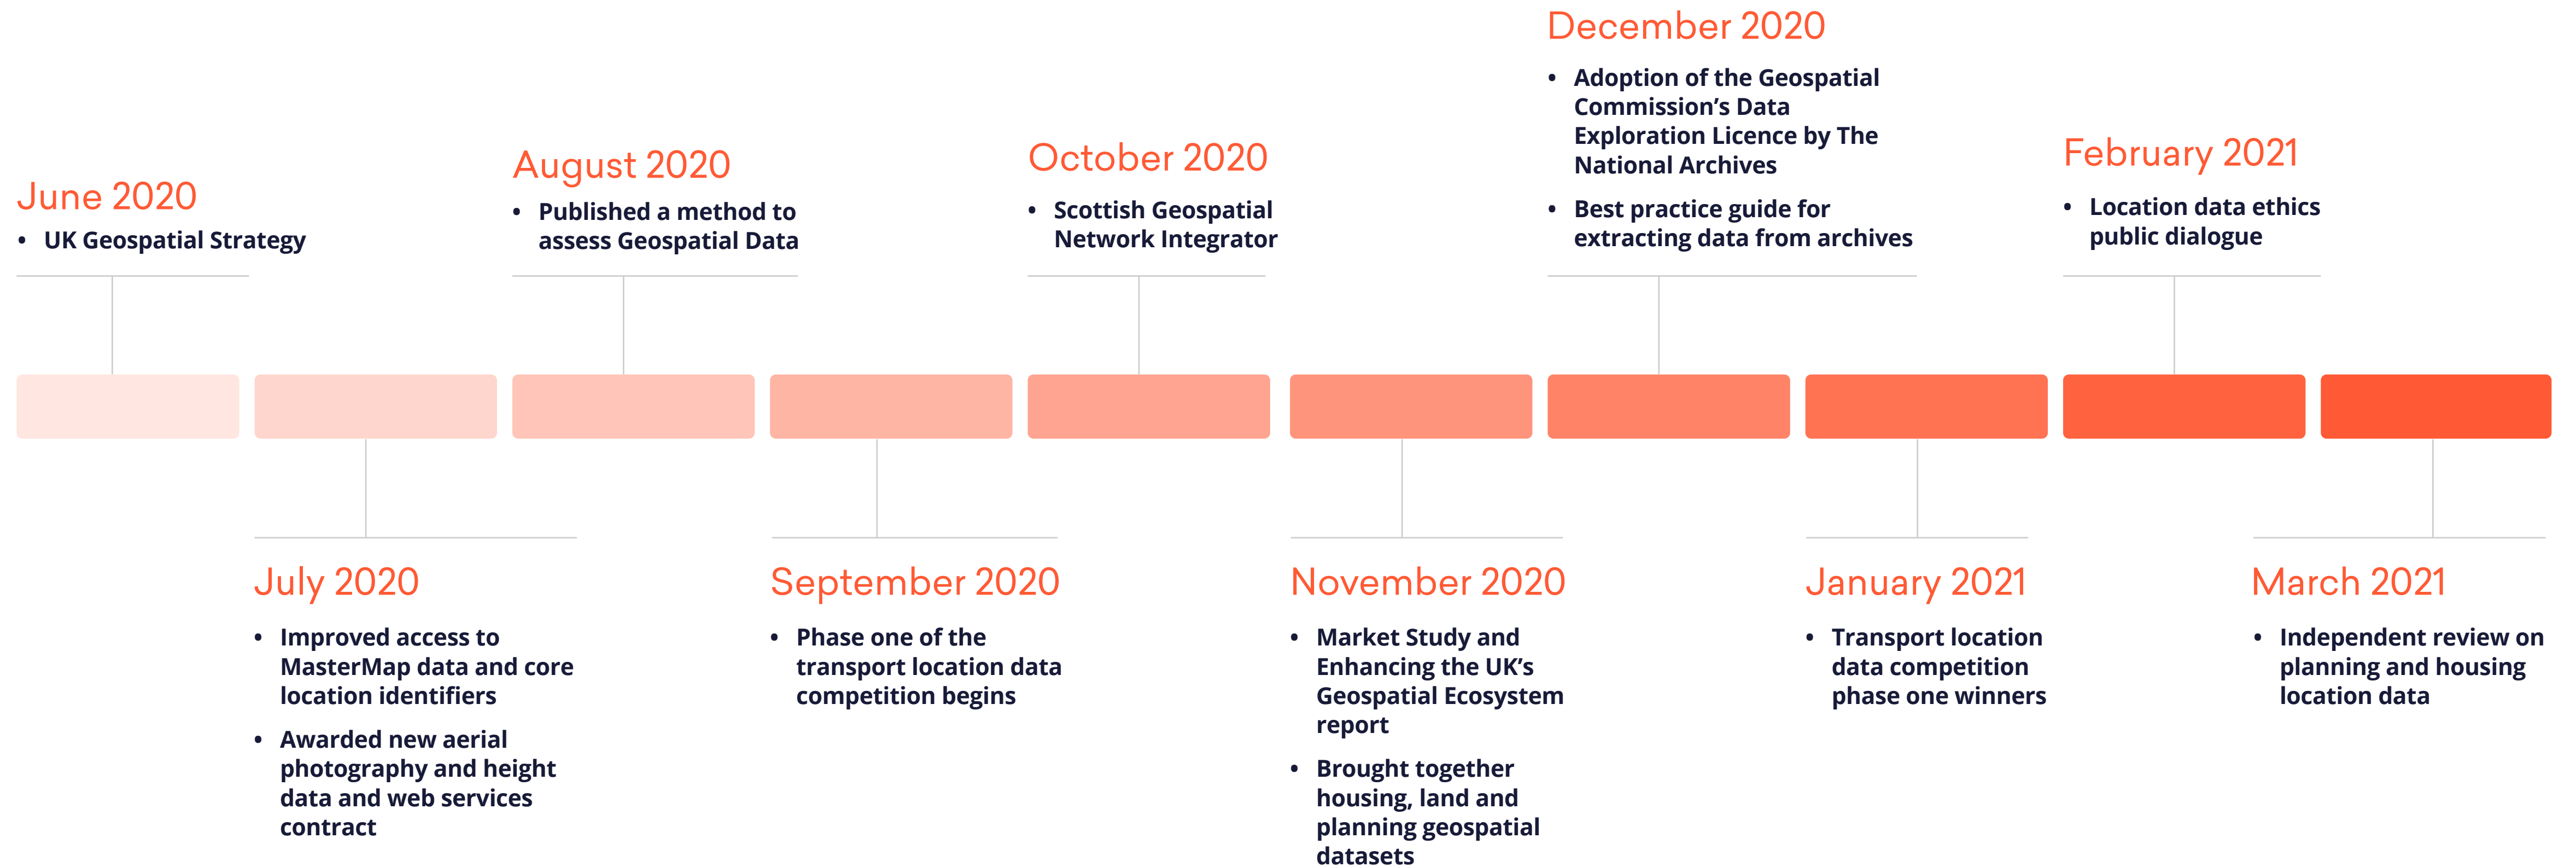 June 2020
• UK Geospatial Strategy
July 2020
• Improved access to
MasterMap data and core
location identifiers
• Awarded new aerial
photography and height
data and web services
contract
August 2020
• Published a method to
assess Geospatial Data
September 2020
• Phase one of the
transport location data
competition begins
October 2020
• Scottish Geospatial
Network Integrator
November 2020
• Market Study and
Enhancing the UK’s
Geospatial Ecosystem
report
• Brought together
housing, land and
planning geospatial
datasets
December 2020
• Adoption of the Geospatial
Commission’s Data
Exploration Licence by The
National Archives
• Best practice guide for
extracting data from archives
January 2021
• Transport location
data competition
phase one winners
February 2021
• Location data ethics
public dialogue
March 2021
• Independent review on
planning and housing
location data